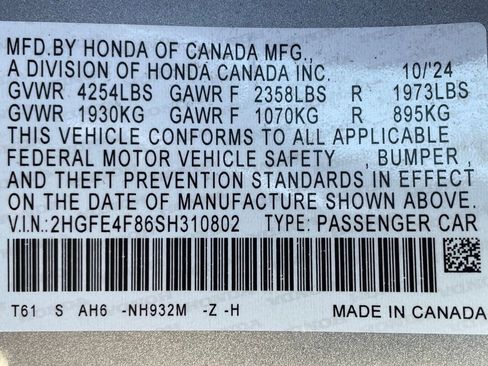 MFD.BY HONDA OF CANADA MFG.,
A DIVISION OF HONDA CANADA INC. 10/'24
GVWR 4254LBS GAWR F 2358LBS R 1973LBS
GVWR 1930KG GAWR F 1070KG R 895KG
THIS VEHICLE CONFORMS TO ALL APPLICABLE
FEDERAL MOTOR VEHICLE SAFETY , BUMPER ,
AND THEFT PREVENTION STANDARDS IN EFFECT
ON THE DATE OF MANUFACTURE SHOWN ABOVE.
V.I.N.:2HGFE4F86SH310802 TYPE: PASSENGER CAR
T61 S AH6 -NH932M -Z -H MADE IN CANADA